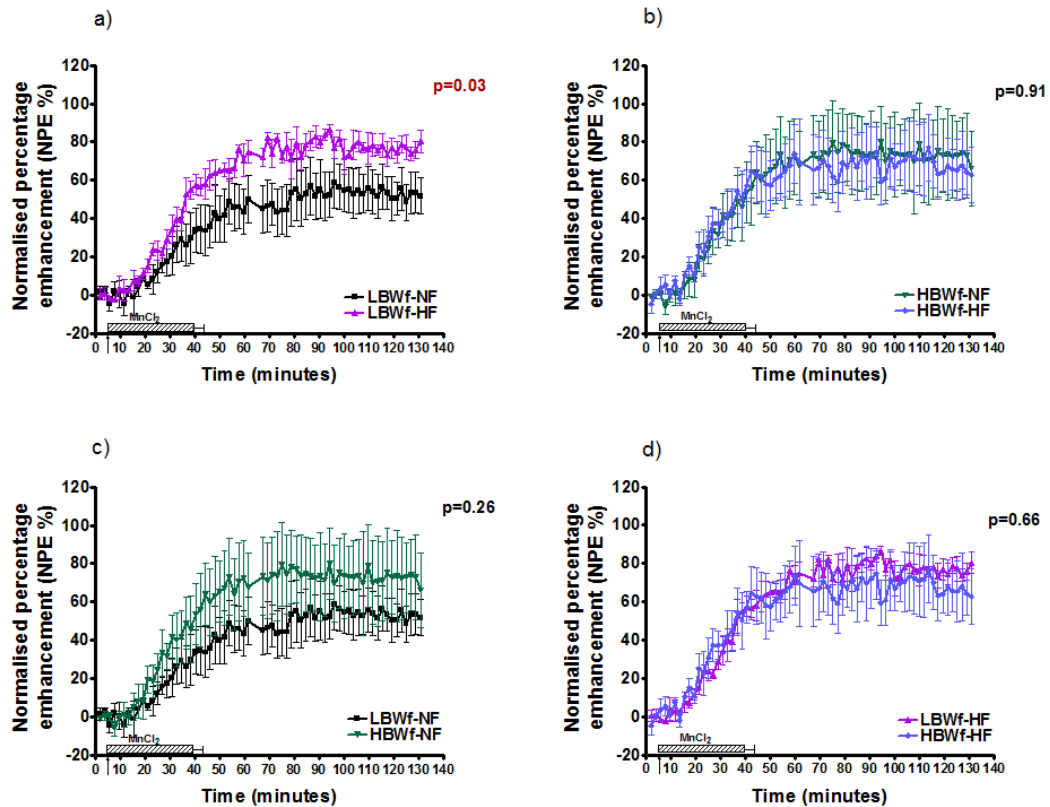 a)
Normalised percentage
enhancement (NPE %)
120
100
80
60
40
20
0
-20
p=0.03
LBWf-NF
LBWf-HF
MnCl2
0 10 20 30 40 50 60 70 80 90 100 110 120 130 140
Time (minutes)
b)
Normalised percentage
enhancement (NPE %)
120
100
80
60
40
20
0
-20
p=0.91
HBWf-NF
HBWf-HF
MnCl2
0 10 20 30 40 50 60 70 80 90 100 110 120 130 140
Time (minutes)
c)
Normalised percentage
enhancement (NPE %)
120
100
80
60
40
20
0
-20
p=0.26
LBWf-NF
HBWf-NF
MnCl2
0 10 20 30 40 50 60 70 80 90 100 110 120 130 140
Time (minutes)
d)
Normalised percentage
enhancement (NPE %)
120
100
80
60
40
20
0
-20
p=0.66
LBWf-HF
HBWf-HF
MnCl2
0 10 20 30 40 50 60 70 80 90 100 110 120 130 140
Time (minutes)